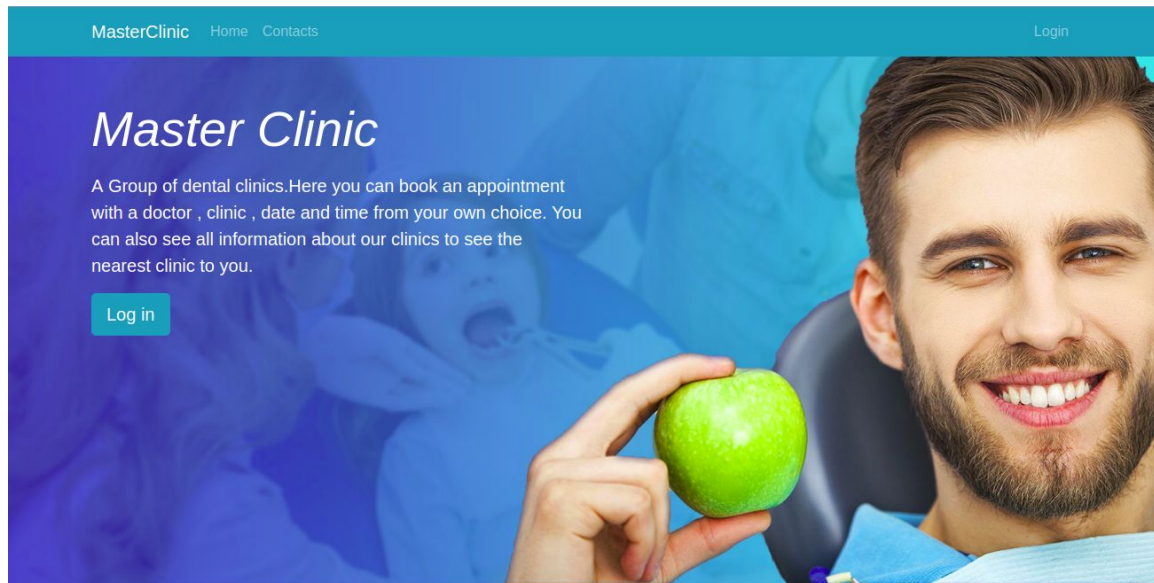 MasterClinic Home Contacts Login
Master Clinic
A Group of dental clinics.Here you can book an appointment
with a doctor , clinic , date and time from your own choice. You
can also see all information about our clinics to see the
nearest clinic to you.
Log in